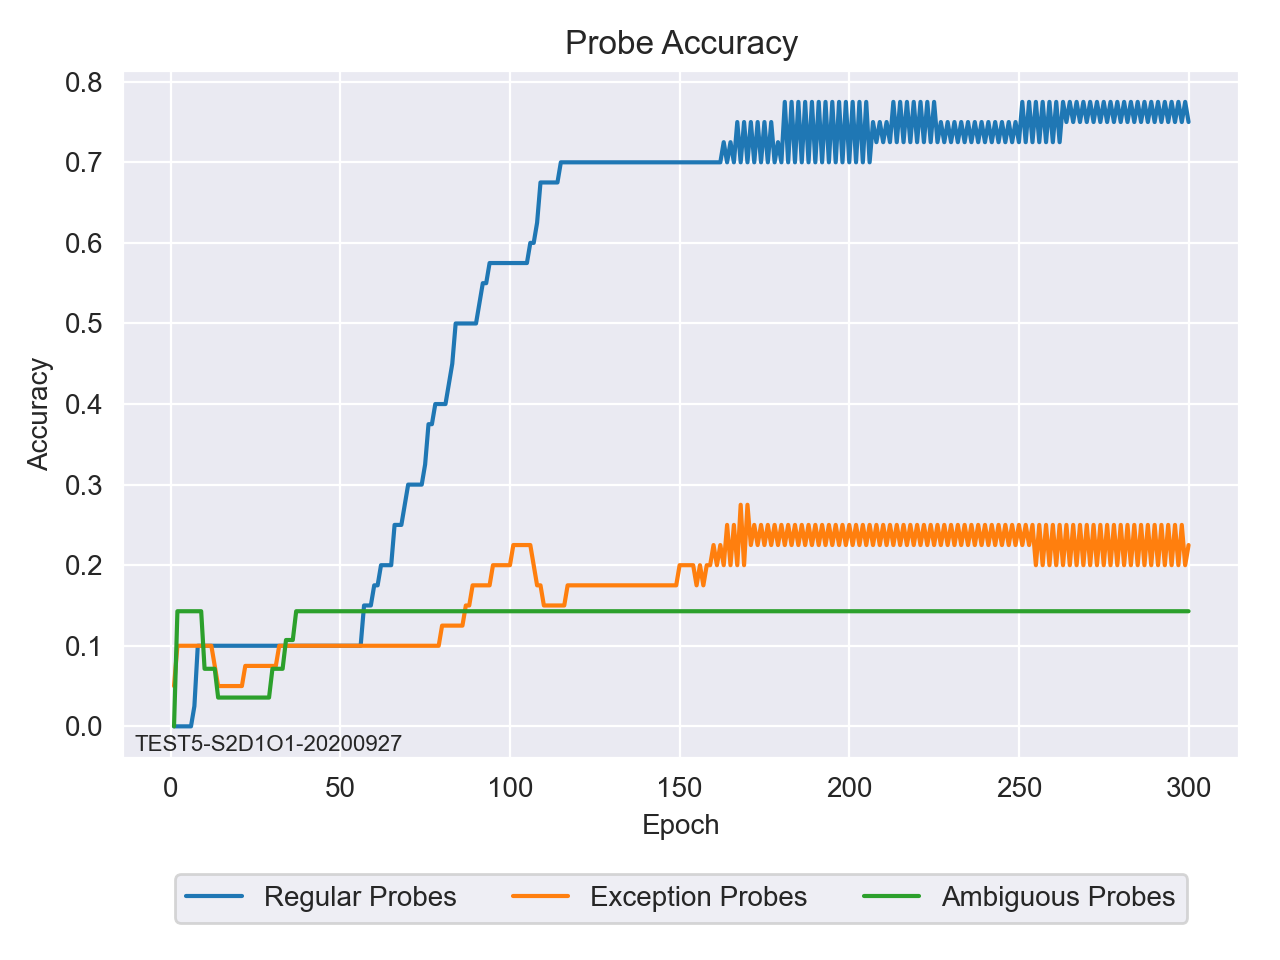 Probe Accuracy
0.8
0.7
0.6
0.5
0.4
0.3
0.2
0.1
0.0
Accuracy
TEST5-S2D1O1-20200927
0 50 100 150 200 250 300
Epoch
Regular Probes Exception Probes Ambiguous Probes